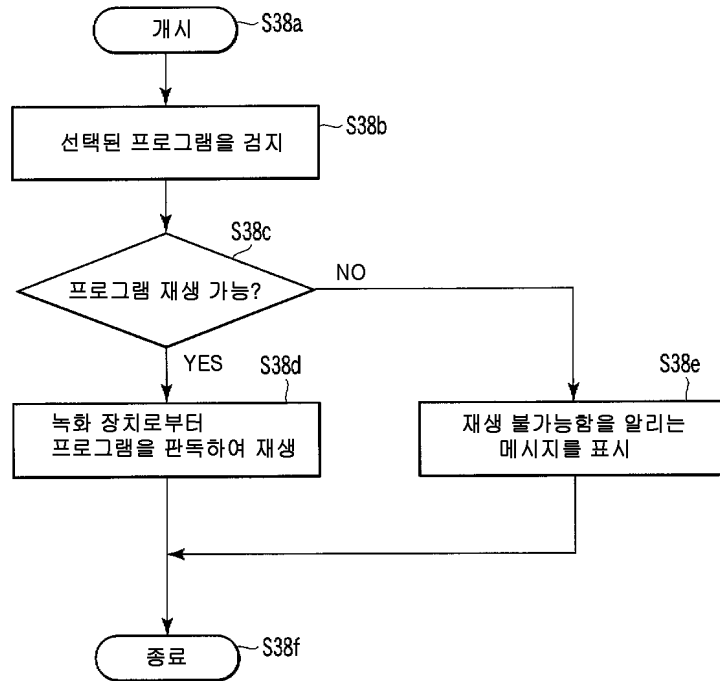 개시
S38a
선택된 프로그램을 검지
S38b
S38c
프로그램 재생 가능?
NO
YES
S38d
녹화 장치로부터
프로그램을 판독하여 재생
S38e
재생 불가능함을 알리는
메시지를 표시
종료
S38f